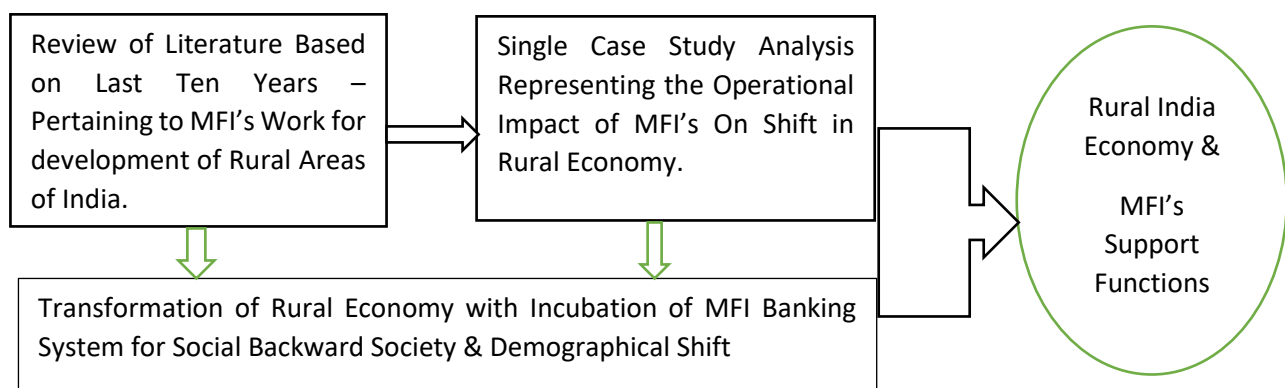 Review of Literature Based
on Last Ten Years –
Pertaining to MFI's Work for
development of Rural Areas
of India.
Single Case Study Analysis
Representing the Operational
Impact of MFI's On Shift in
Rural Economy.
Rural India
Economy &
MFI's
Support
Functions
Transformation of Rural Economy with Incubation of MFI Banking
System for Social Backward Society & Demographical Shift